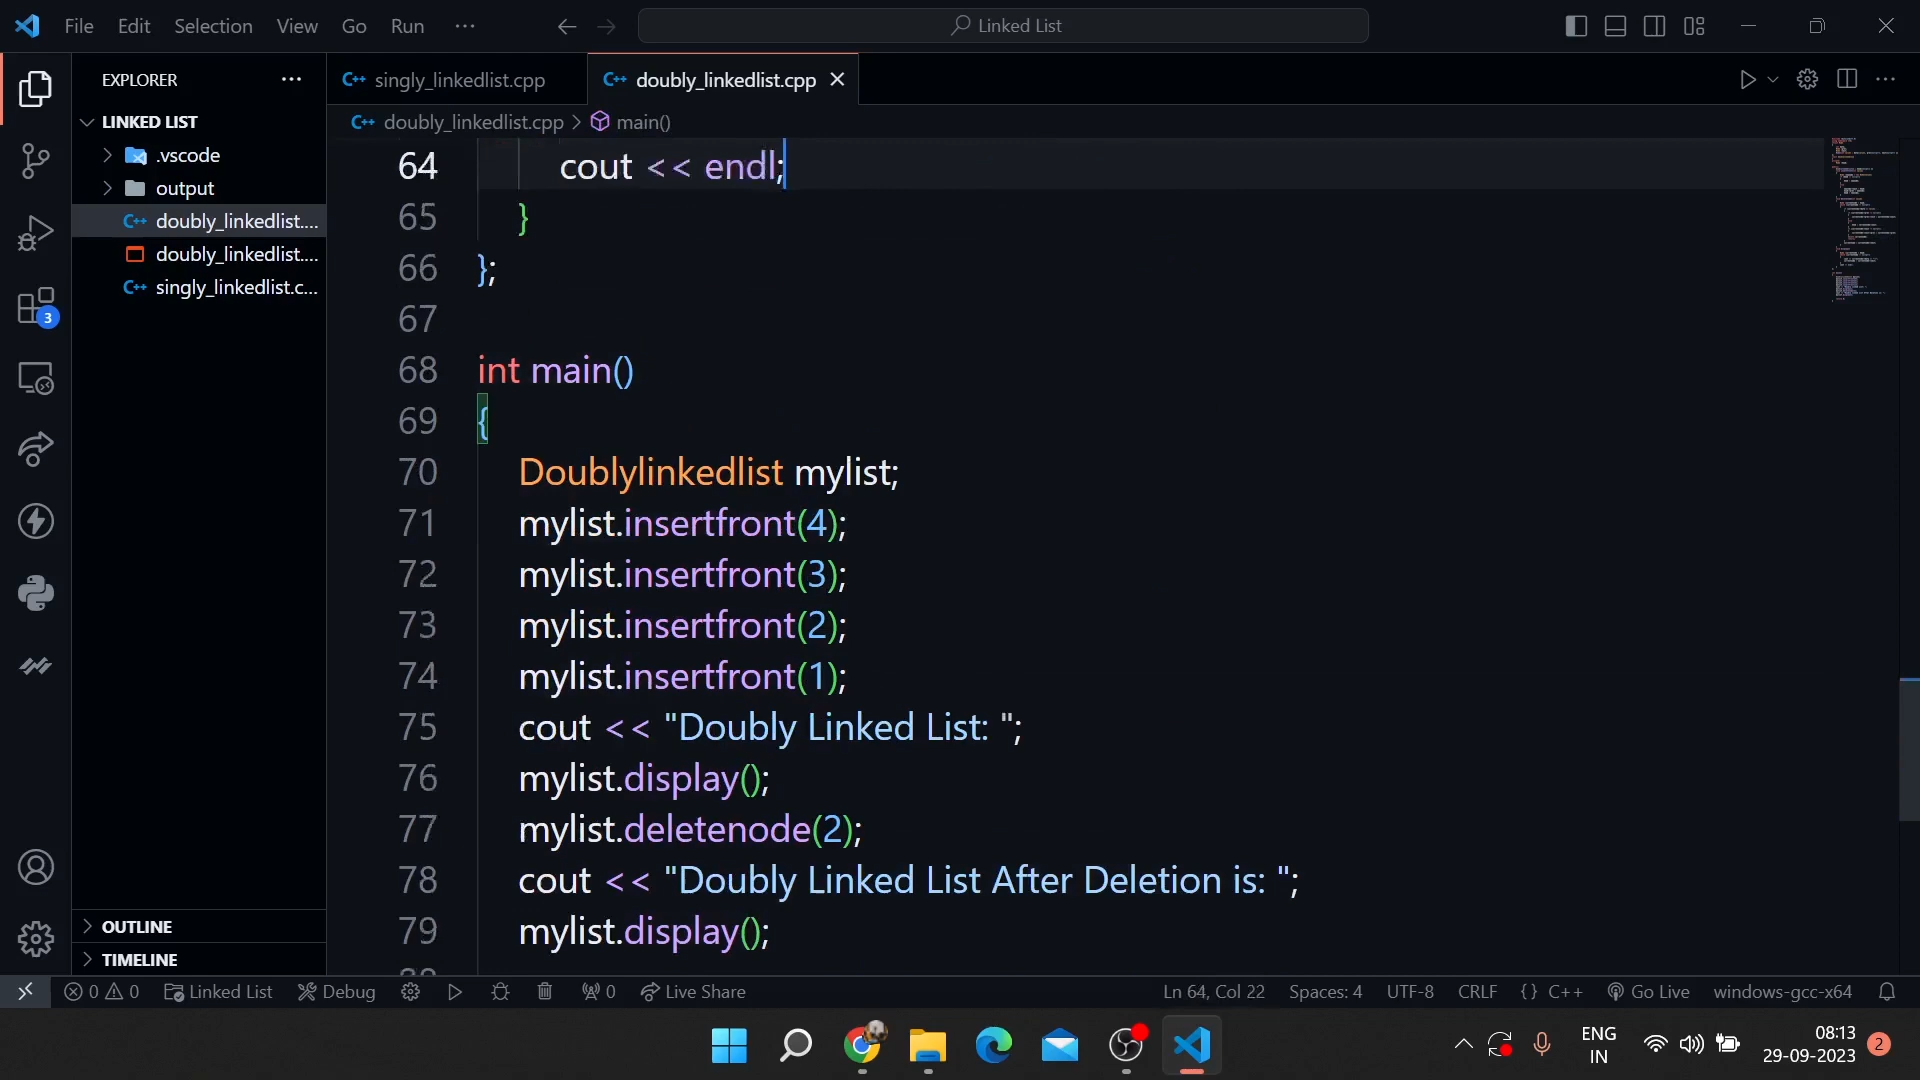 File Edit Selection View Go Run ··· Linked List
EXPLORER ···
singly_linkedlist.cpp
doubly_linkedlist.cpp
LINKED LIST
doubly_linkedlist.cpp > main()
.vscode
output
doubly_linkedlist....
doubly_linkedlist....
singly_linkedlist.c...
3
64 cout << endl;
65 }
66 };
67
68 int main()
69 {
70 Doublylinkedlist mylist;
71 mylist.insertfront(4);
72 mylist.insertfront(3);
73 mylist.insertfront(2);
74 mylist.insertfront(1);
75 cout << "Doubly Linked List: ";
76 mylist.display();
77 mylist.deletenode(2);
78 cout << "Doubly Linked List After Deletion is: ";
79 mylist.display();
OUTLINE
TIMELINE
0 0 Linked List Debug 0 Live Share Ln 64, Col 22 Spaces: 4 UTF-8 CRLF {} C++ Go Live windows-gcc-x64
ENG
IN
08:13
29-09-2023
2